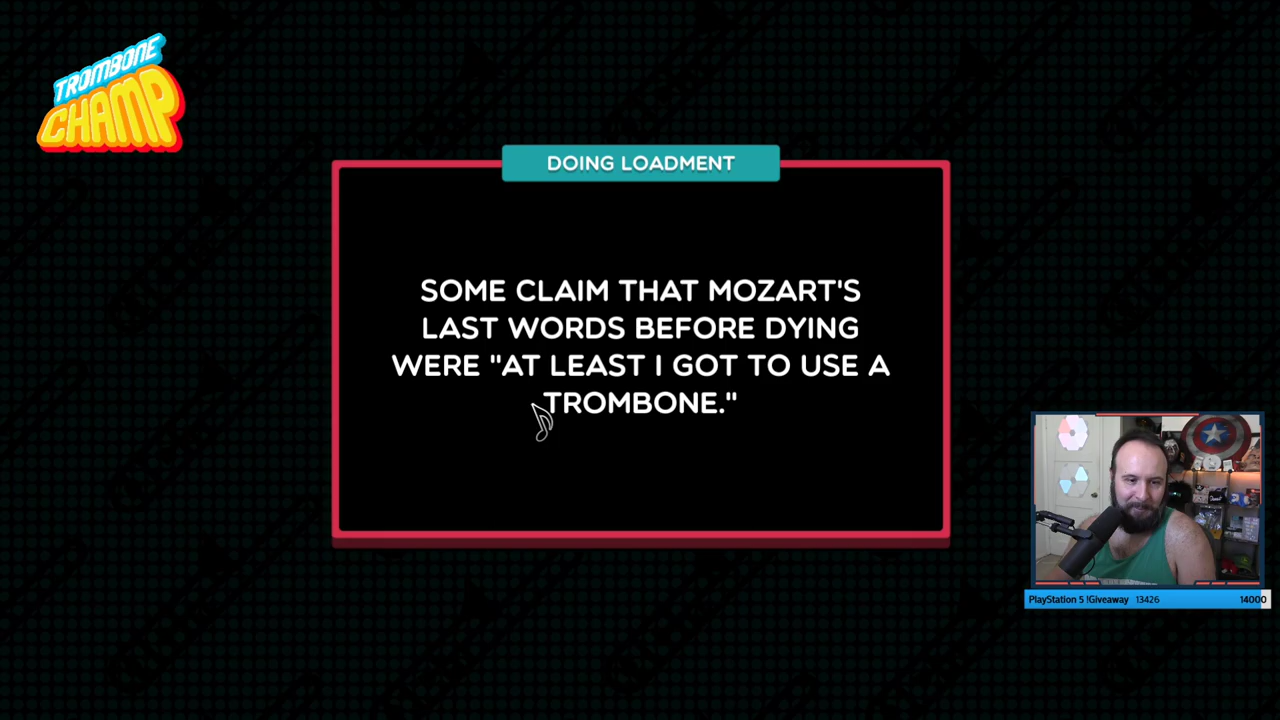 TROMBONE
CHAMP
DOING LOADMENT
SOME CLAIM THAT MOZART'S
LAST WORDS BEFORE DYING
WERE "AT LEAST I GOT TO USE A
TROMBONE."
PlayStation 5 !Giveaway 13426 14000